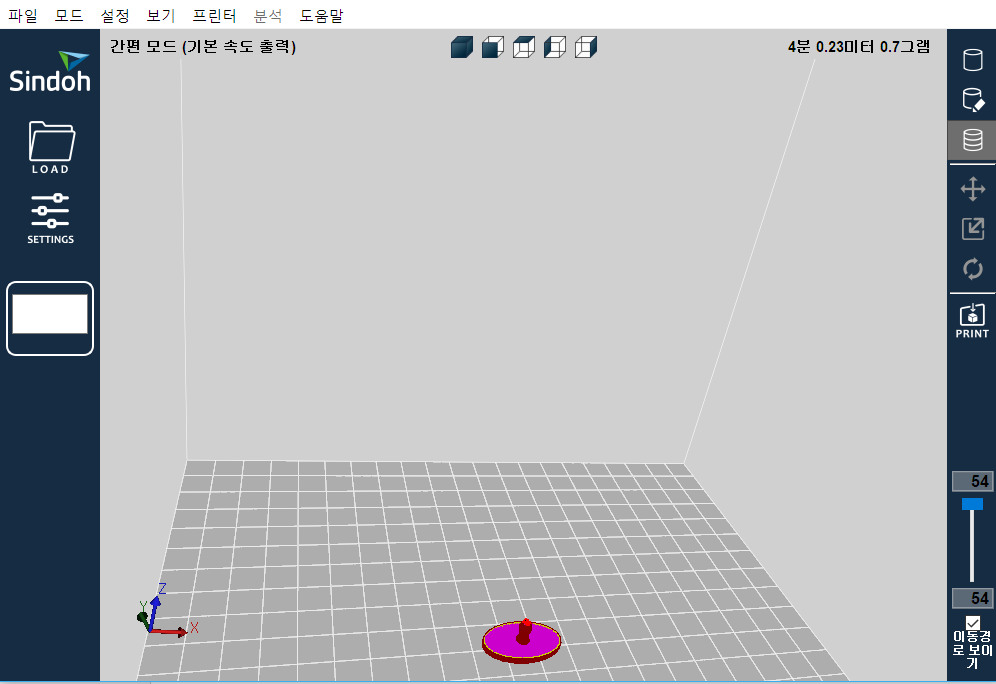 파일 모드 설정 보기 프린터 분석 도움말
Sindoh
간편 모드 (기본 속도 출력)
4분 0.23미터 0.7그램
LOAD
SETTINGS
PRINT
54
54
이동경
로 보이
기
Z
Y
X